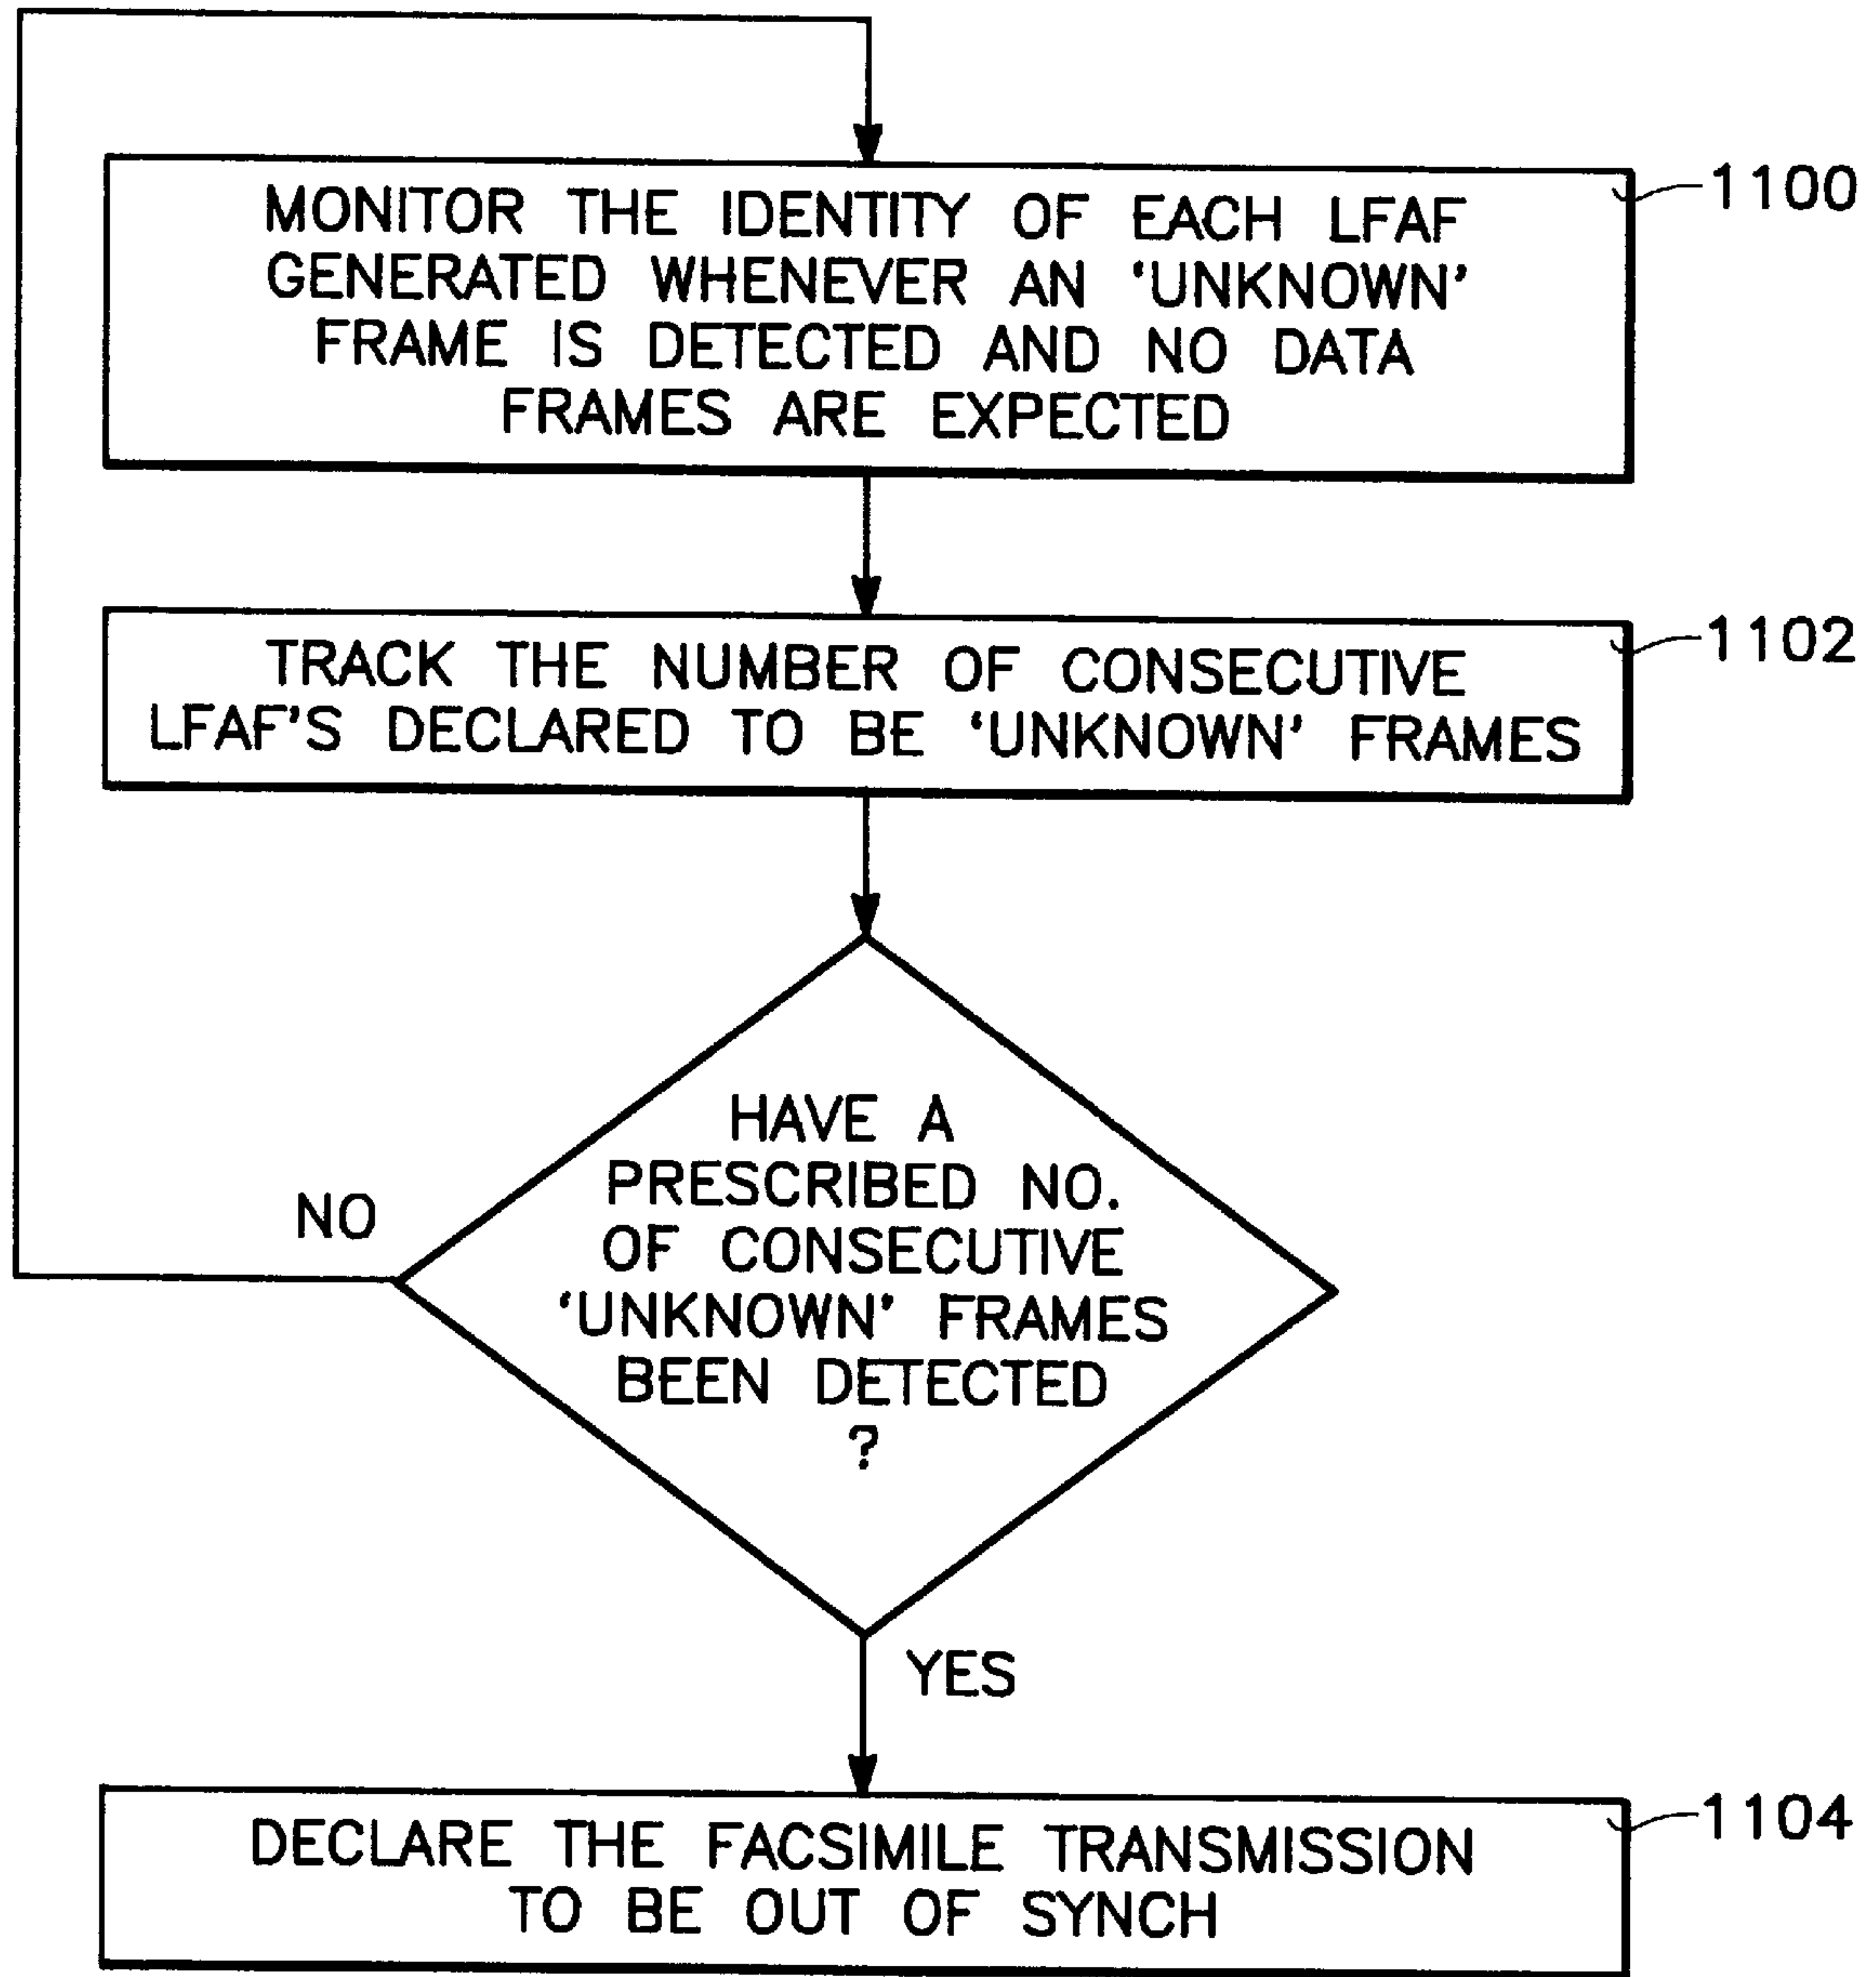 MONITOR THE IDENTITY OF EACH LFAF
GENERATED WHENEVER AN 'UNKNOWN'
FRAME IS DETECTED AND NO DATA
FRAMES ARE EXPECTED
1100
TRACK THE NUMBER OF CONSECUTIVE
LFAF'S DECLARED TO BE 'UNKNOWN' FRAMES
1102
HAVE A
PRESCRIBED NO.
OF CONSECUTIVE
'UNKNOWN' FRAMES
BEEN DETECTED
?
NO
YES
DECLARE THE FACSIMILE TRANSMISSION
TO BE OUT OF SYNCH
1104